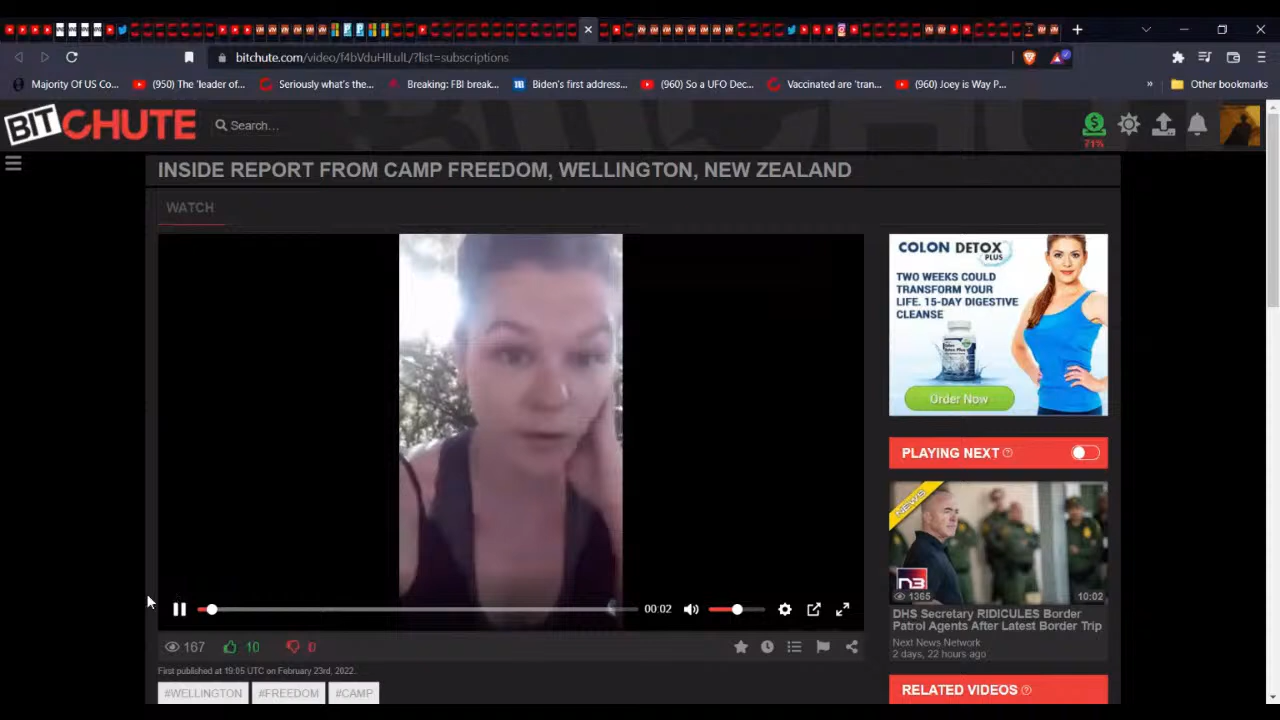 bitchute.com/video/f4bVduHILulL/?list=subscriptions
Majority Of US Co...
(950) The 'leader of...
Seriously what's the...
Breaking: FBI break...
Biden's first address...
(960) So a UFO Dec...
Vaccinated are 'tran...
(960) Joey is Way P...
»
Other bookmarks
BITCHUTE
Search...
71%
INSIDE REPORT FROM CAMP FREEDOM, WELLINGTON, NEW ZEALAND
WATCH
COLON DETOX
PLUS
TWO WEEKS COULD
TRANSFORM YOUR
LIFE. 15-DAY DIGESTIVE
CLEANSE
Order Now
PLAYING NEXT
NEWS
n3
1365
10:02
DHS Secretary RIDICULES Border
Patrol Agents After Latest Border Trip
Next News Network
2 days, 22 hours ago
RELATED VIDEOS
00:02
167
10
0
First published at 19:05 UTC on February 23rd, 2022.
#WELLINGTON
#FREEDOM
#CAMP